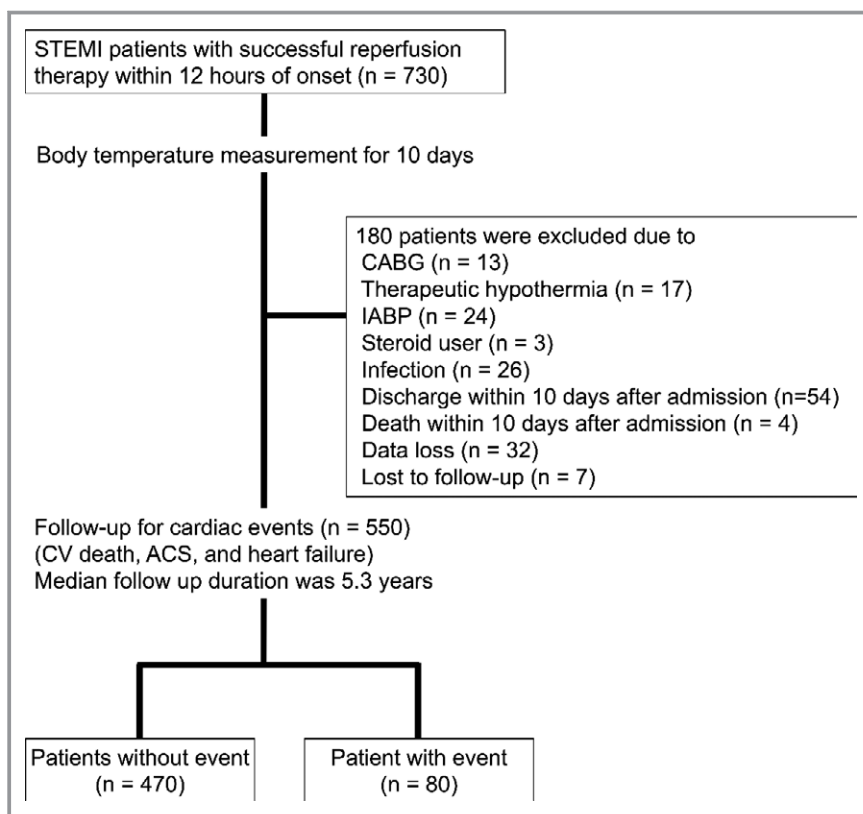 STEMI patients with successful reperfusion
therapy within 12 hours of onset (n = 730)
Body temperature measurement for 10 days
180 patients were excluded due to
CABG (n = 13)
Therapeutic hypothermia (n = 17)
IABP (n = 24)
Steroid user (n = 3)
Infection (n = 26)
Discharge within 10 days after admission (n=54)
Death within 10 days after admission (n = 4)
Data loss (n = 32)
Lost to follow-up (n = 7)
Follow-up for cardiac events (n = 550)
(CV death, ACS, and heart failure)
Median follow up duration was 5.3 years
Patients without event
(n = 470)
Patient with event
(n = 80)